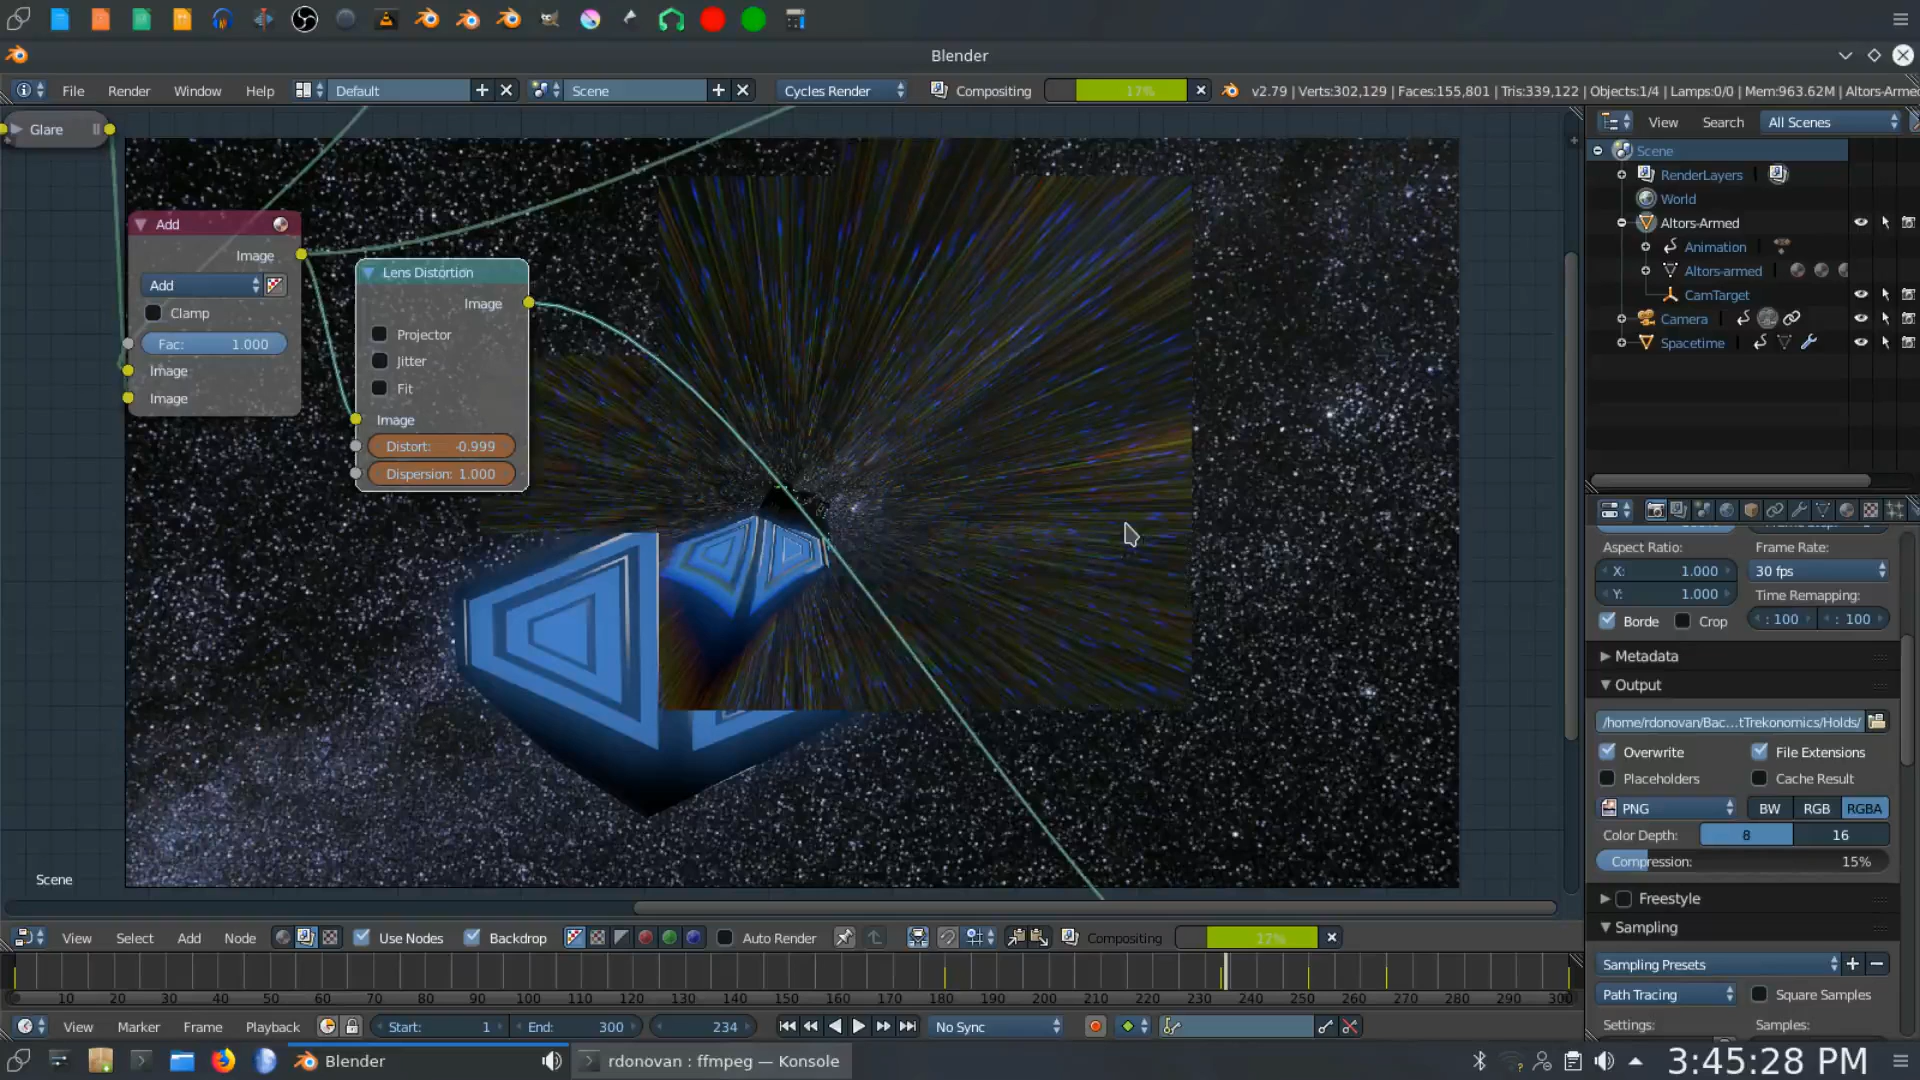 Blender
File Render Window Help Default Scene Cycles Render Compositing 17% v2.79 | Verts:302,129 | Faces:155,801 | Tris:339,122 | Objects:1/4 | Lamps:0/0 | Mem:963.62M | Altors-Arme
Glare
View Search All Scenes
Scene
RenderLayers
World
Altors-Armed
Animation
Altors-armed
CamTarget
Camera
Spacetime
Add
Image
Add
Clamp
Fac: 1.000
Image
Image
Lens Distortion
Image
Projector
Jitter
Fit
Image
Distort: -0.999
Dispersion: 1.000
Aspect Ratio: Frame Rate:
X: 1.000 30 fps
Y: 1.000 Time Remapping:
Borde Crop : 100 : 100
Metadata
Output
/home/rdonovan/Bac...tTrekonomics/Holds/
Overwrite File Extensions
Placeholders Cache Result
PNG BW RGB RGBA
Color Depth: 8 16
Compression: 15%
Freestyle
Sampling
Sampling Presets
Path Tracing Square Samples
Settings: Samples:
Scene
View Select Add Node Use Nodes Backdrop Auto Render Compositing 17%
10 20 30 40 50 60 70 80 90 100 110 120 130 140 150 160 170 180 190 200 210 220 230 240 250 260 270 280 290 300
View Marker Frame Playback Start: 1 End: 300 234 No Sync
Blender rdonovan : ffmpeg — Konsole 3:45:28 PM